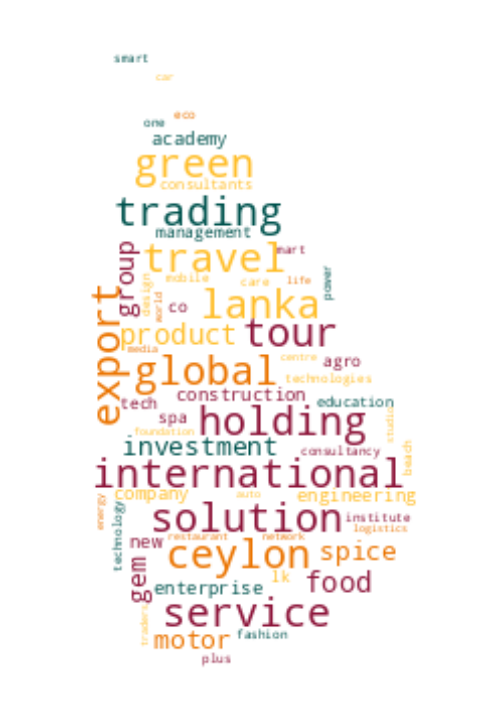 smart
car
eco
one
academy
green
consultants
trading
management
group
travel
mart
mobile
care
life
power
design
world
co
lanka
export
product
tour
media
global
centre
agro
technologies
construction
education
tech
spa
holding
studio
foundation
investment
consultancy
beach
international
company
auto
engineering
energy
technology
solution
institute
logistics
new
restaurant
network
ceylon
spice
gem
lk
food
enterprise
service
traders
motor
fashion
plus